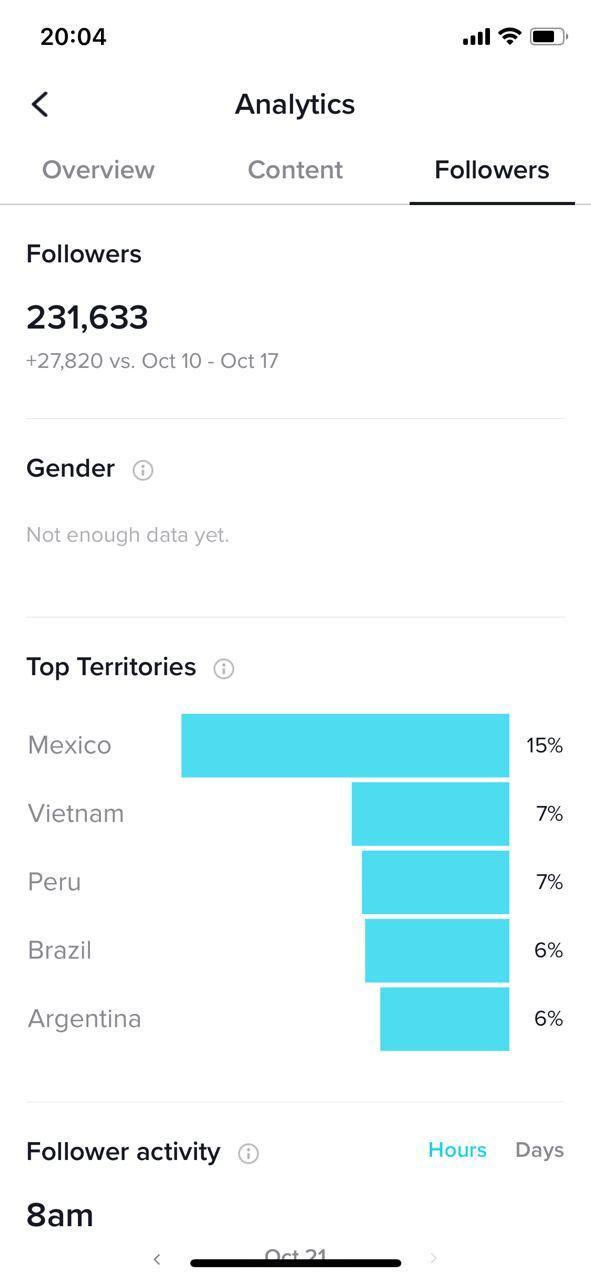 20:04
Analytics
Overview Content Followers
Followers
231,633
+27,820 vs. Oct 10 - Oct 17
Gender
Not enough data yet.
Top Territories
Mexico 15%
Vietnam 7%
Peru 7%
Brazil 6%
Argentina 6%
Follower activity Hours Days
8am
Oct 21